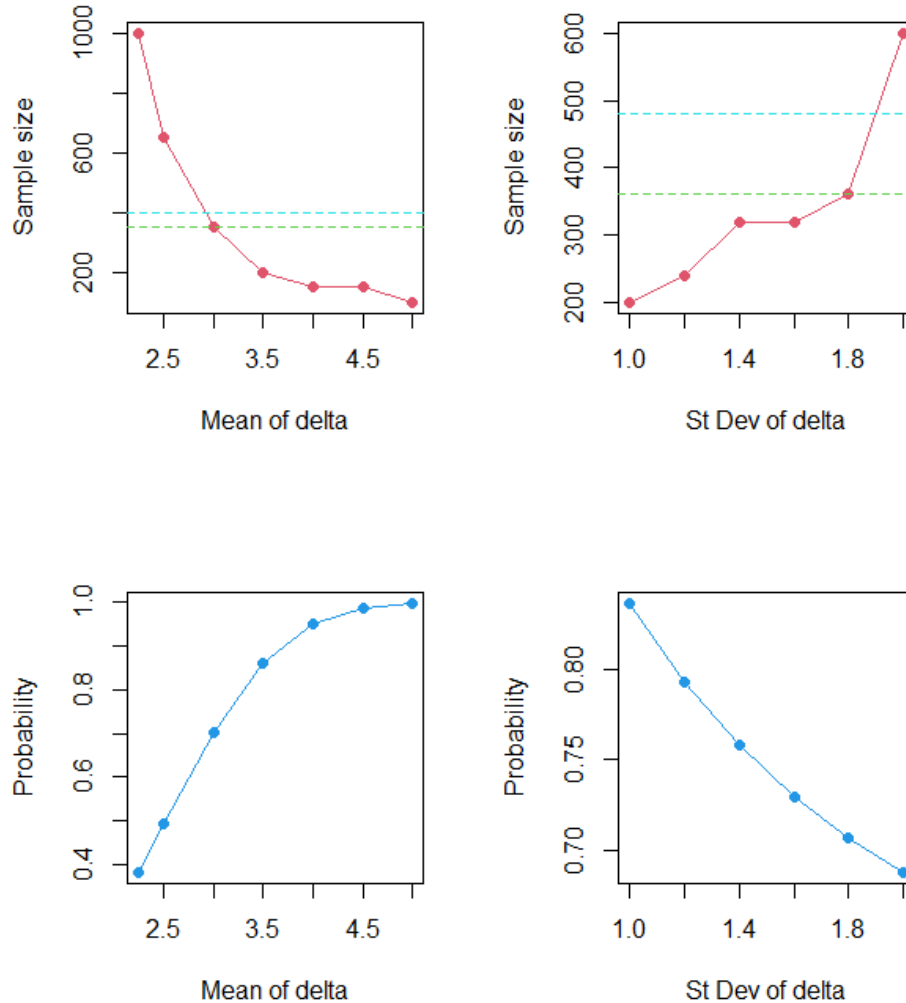 Sample size
1000
600
200
2.5 3.5 4.5
Mean of delta
Sample size
600
500
400
300
200
1.0 1.4 1.8
St Dev of delta
Probability
1.0
0.8
0.6
0.4
2.5 3.5 4.5
Mean of delta
Probability
0.80
0.75
0.70
1.0 1.4 1.8
St Dev of delta